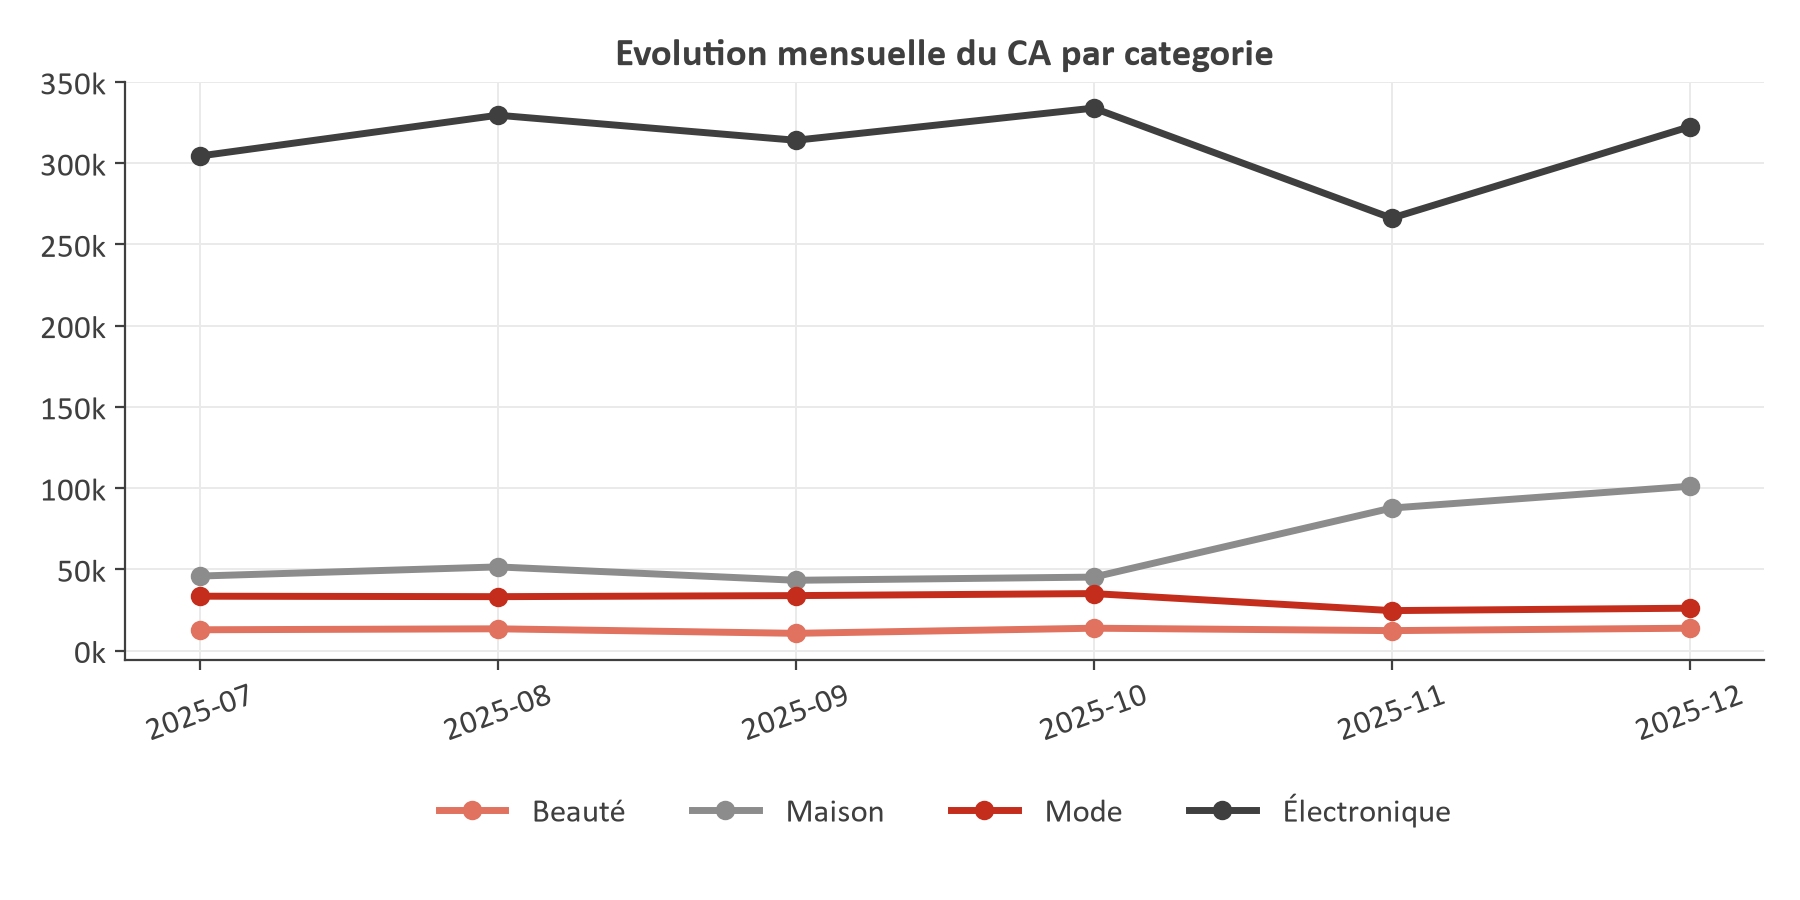 Evolution mensuelle du CA par categorie
350k
300k
250k
200k
150k
100k
50k
0k
2025-07 2025-08 2025-09 2025-10 2025-11 2025-12
Beauté Maison Mode Électronique